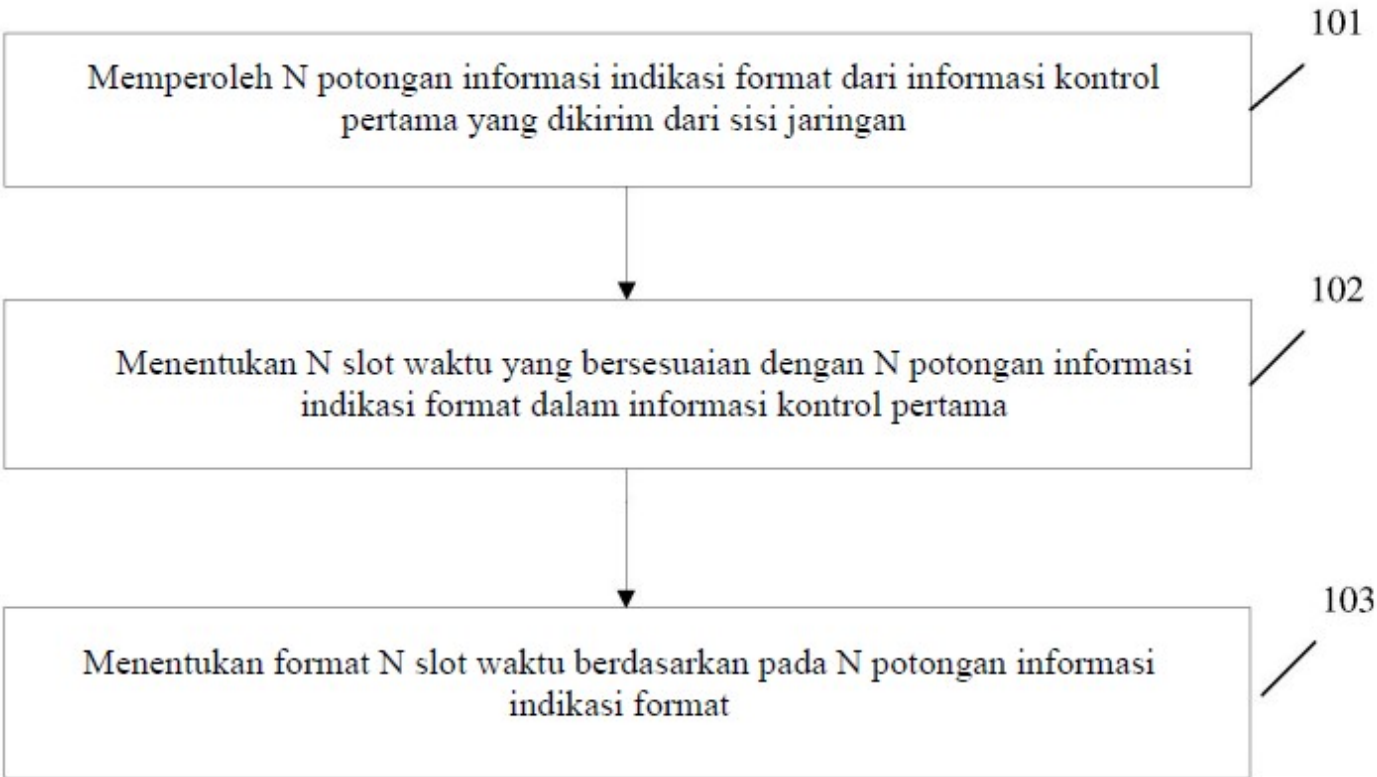 101
Memperoleh N potongan informasi indikasi format dari informasi kontrol
pertama yang dikirim dari sisi jaringan
102
Menentukan N slot waktu yang bersesuaian dengan N potongan informasi
indikasi format dalam informasi kontrol pertama
103
Menentukan format N slot waktu berdasarkan pada N potongan informasi
indikasi format